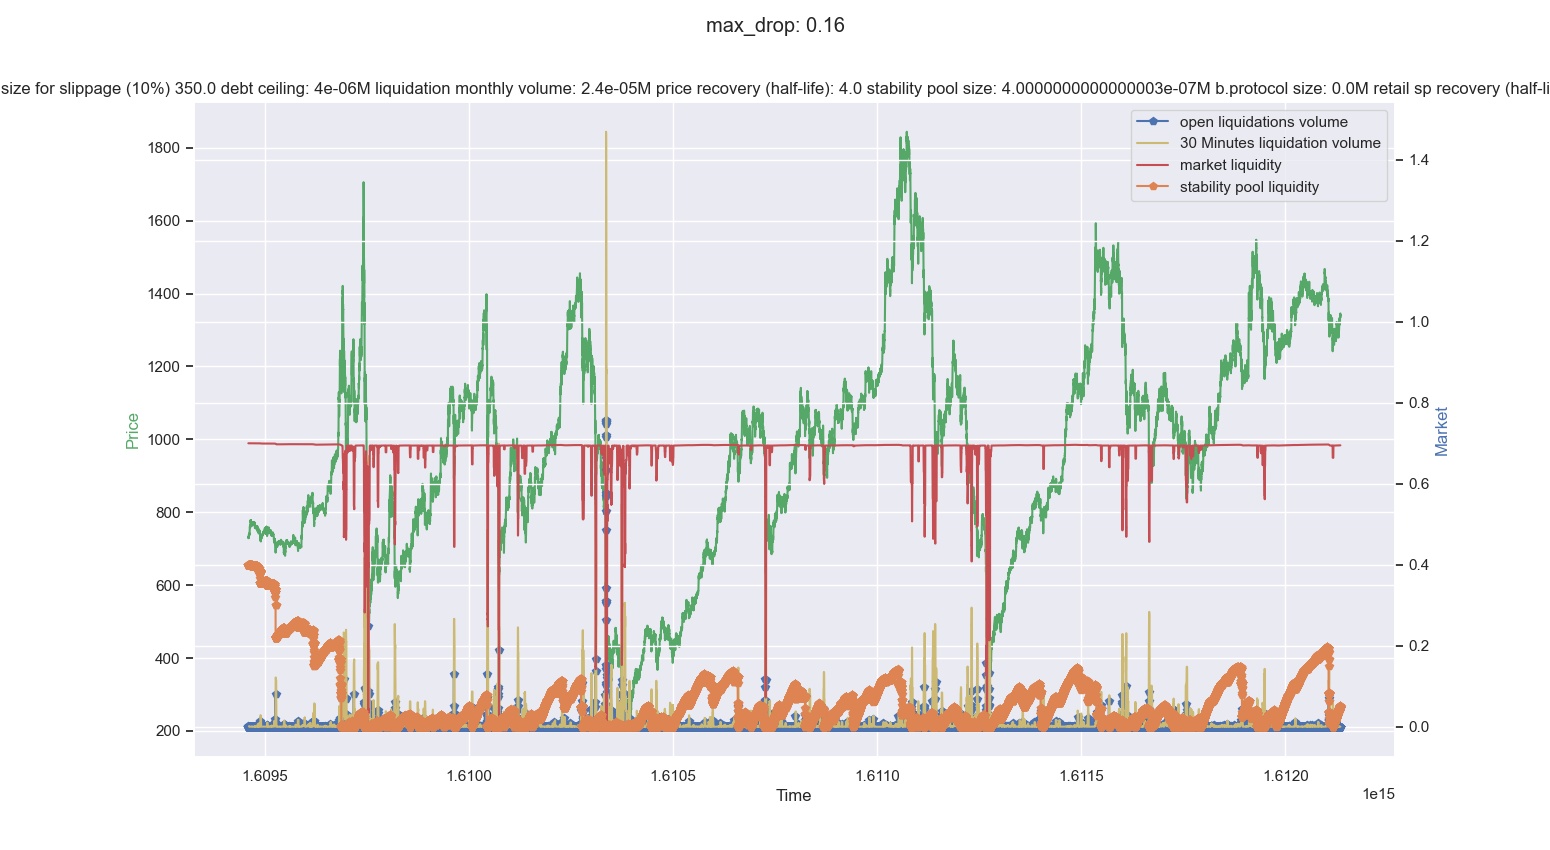 max_drop: 0.16
size for slippage (10%) 350.0 debt ceiling: 4e-06M liquidation monthly volume: 2.4e-05M price recovery (half-life): 4.0 stability pool size: 4.0000000000000003e-07M b.protocol size: 0.0M retail sp recovery (half-li
open liquidations volume
30 Minutes liquidation volume
market liquidity
stability pool liquidity
1800
1600
1400
1200
1000
800
600
400
200
Price
1.4
1.2
1.0
0.8
0.6
0.4
0.2
0.0
Market
1.6095
1.6100
1.6105
1.6110
1.6115
1.6120
1e15
Time